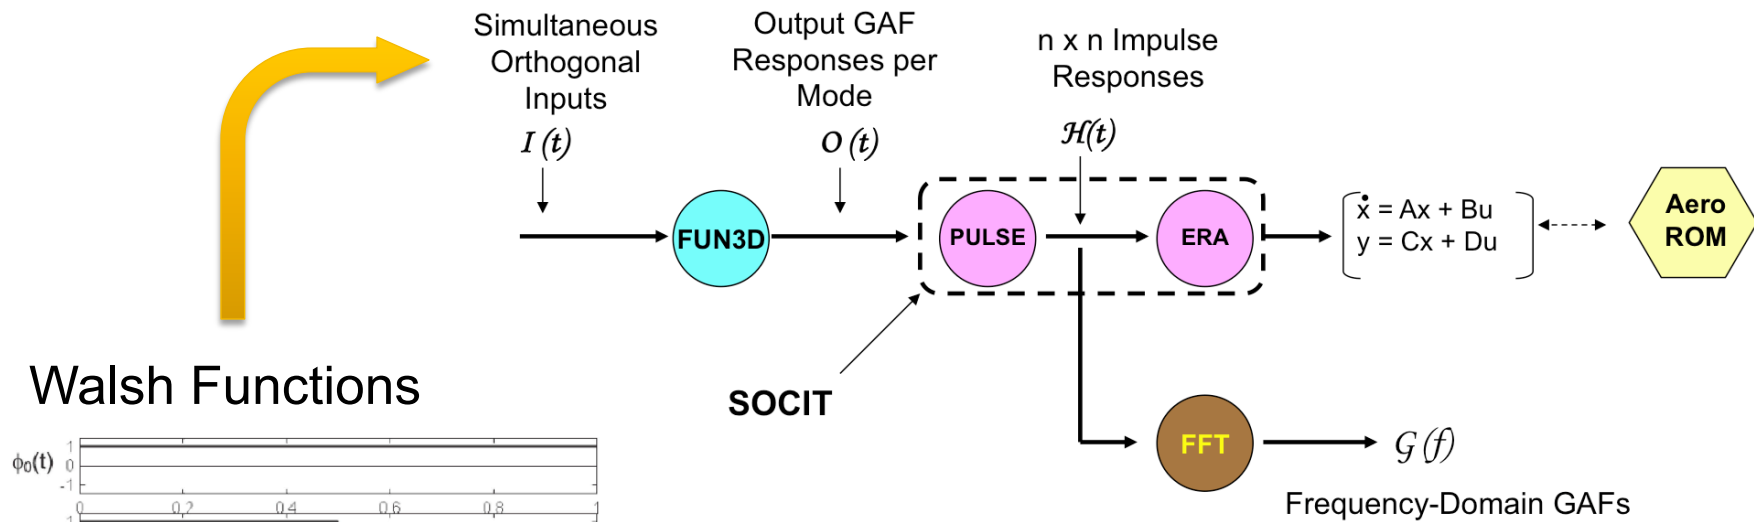 Simultaneous
Orthogonal
Inputs
I (t)
Output GAF
Responses per
Mode
O (t)
n x n Impulse
Responses
ℋ(t)
FUN3D
PULSE
ERA
ẋ = Ax + Bu
y = Cx + Du
Aero
ROM
SOCIT
FFT
𝒢 (f)
Frequency-Domain GAFs
Walsh Functions
ϕ₀(t)
1
0
-1
0 0.2 0.4 0.6 0.8 1
1